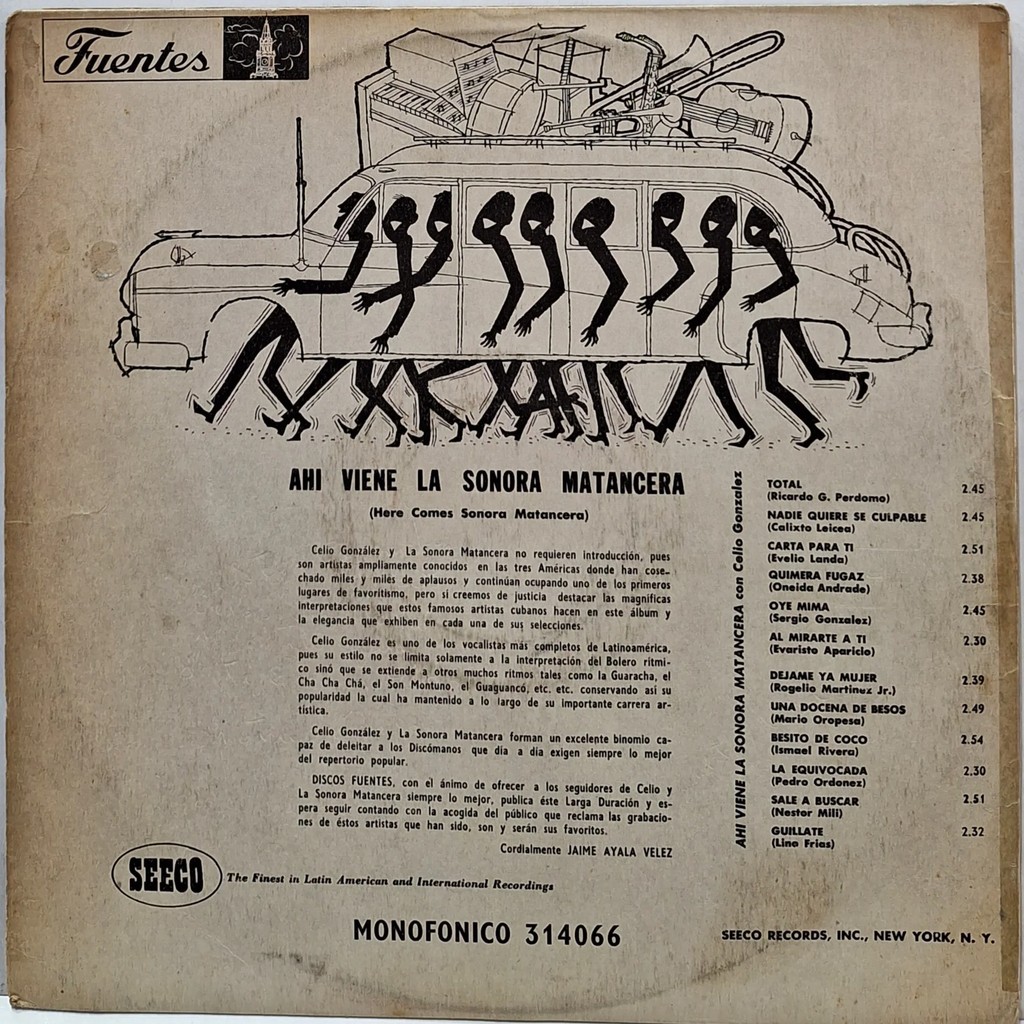 Fuentes
AHI VIENE LA SONORA MATANCERA
(Here Comes Sonora Matancera)
Celio González y La Sonora Matancera no requieren introducción, pues
son artistas ampliamente conocidos en las tres Américas donde han cose-
chado miles y miles de aplausos y continúan ocupando uno de los primeros
lugares de favoritismo, pero si creemos de justicia destacar las magníficas
interpretaciones que estos famosos artistas cubanos hacen en este álbum y
la elegancia que exhiben en cada una de sus selecciones.
Celio González es uno de los vocalistas más completos de Latinoamérica,
pues su estilo no se limita solamente a la interpretación del Bolero rítmi-
co sinó que se extiende a otros muchos ritmos tales como la Guaracha, el
Cha Cha Chá, el Son Montuno, el Guaguancó, etc. etc. conservando así su
popularidad la cual ha mantenido a lo largo de su importante carrera ar-
tística.
Celio González y La Sonora Matancera forman un excelente binomio ca-
paz de deleitar a los Discómanos que día a día exigen siempre lo mejor
del repertorio popular.
DISCOS FUENTES, con el ánimo de ofrecer a los seguidores de Celio y
La Sonora Matancera siempre lo mejor, publica éste Larga Duración y es-
pera seguir contando con la acogida del público que reclama las grabacio-
nes de éstos artistas que han sido, son y serán sus favoritos.
Cordialmente JAIME AYALA VELEZ
AHI VIENE LA SONORA MATANCERA con Celio Gonzalez
TOTAL 2.45
(Ricardo G. Perdomo)
NADIE QUIERE SE CULPABLE 2.45
(Calixto Leicea)
CARTA PARA TI 2.51
(Evelio Landa)
QUIMERA FUGAZ 2.38
(Oneida Andrade)
OYE MIMA 2.45
(Sergio Gonzalez)
AL MIRARTE A TI 2.30
(Evaristo Aparicio)
DEJAME YA MUJER 2.39
(Rogelio Martinez Jr.)
UNA DOCENA DE BESOS 2.49
(Mario Oropesa)
BESITO DE COCO 2.54
(Ismael Rivera)
LA EQUIVOCADA 2.30
(Pedro Ordonez)
SALE A BUSCAR 2.51
(Nestor Mili)
GUILLATE 2.32
(Lino Frias)
SEECO
The Finest in Latin American and International Recordings
MONOFONICO 314066
SEECO RECORDS, INC., NEW YORK, N. Y.